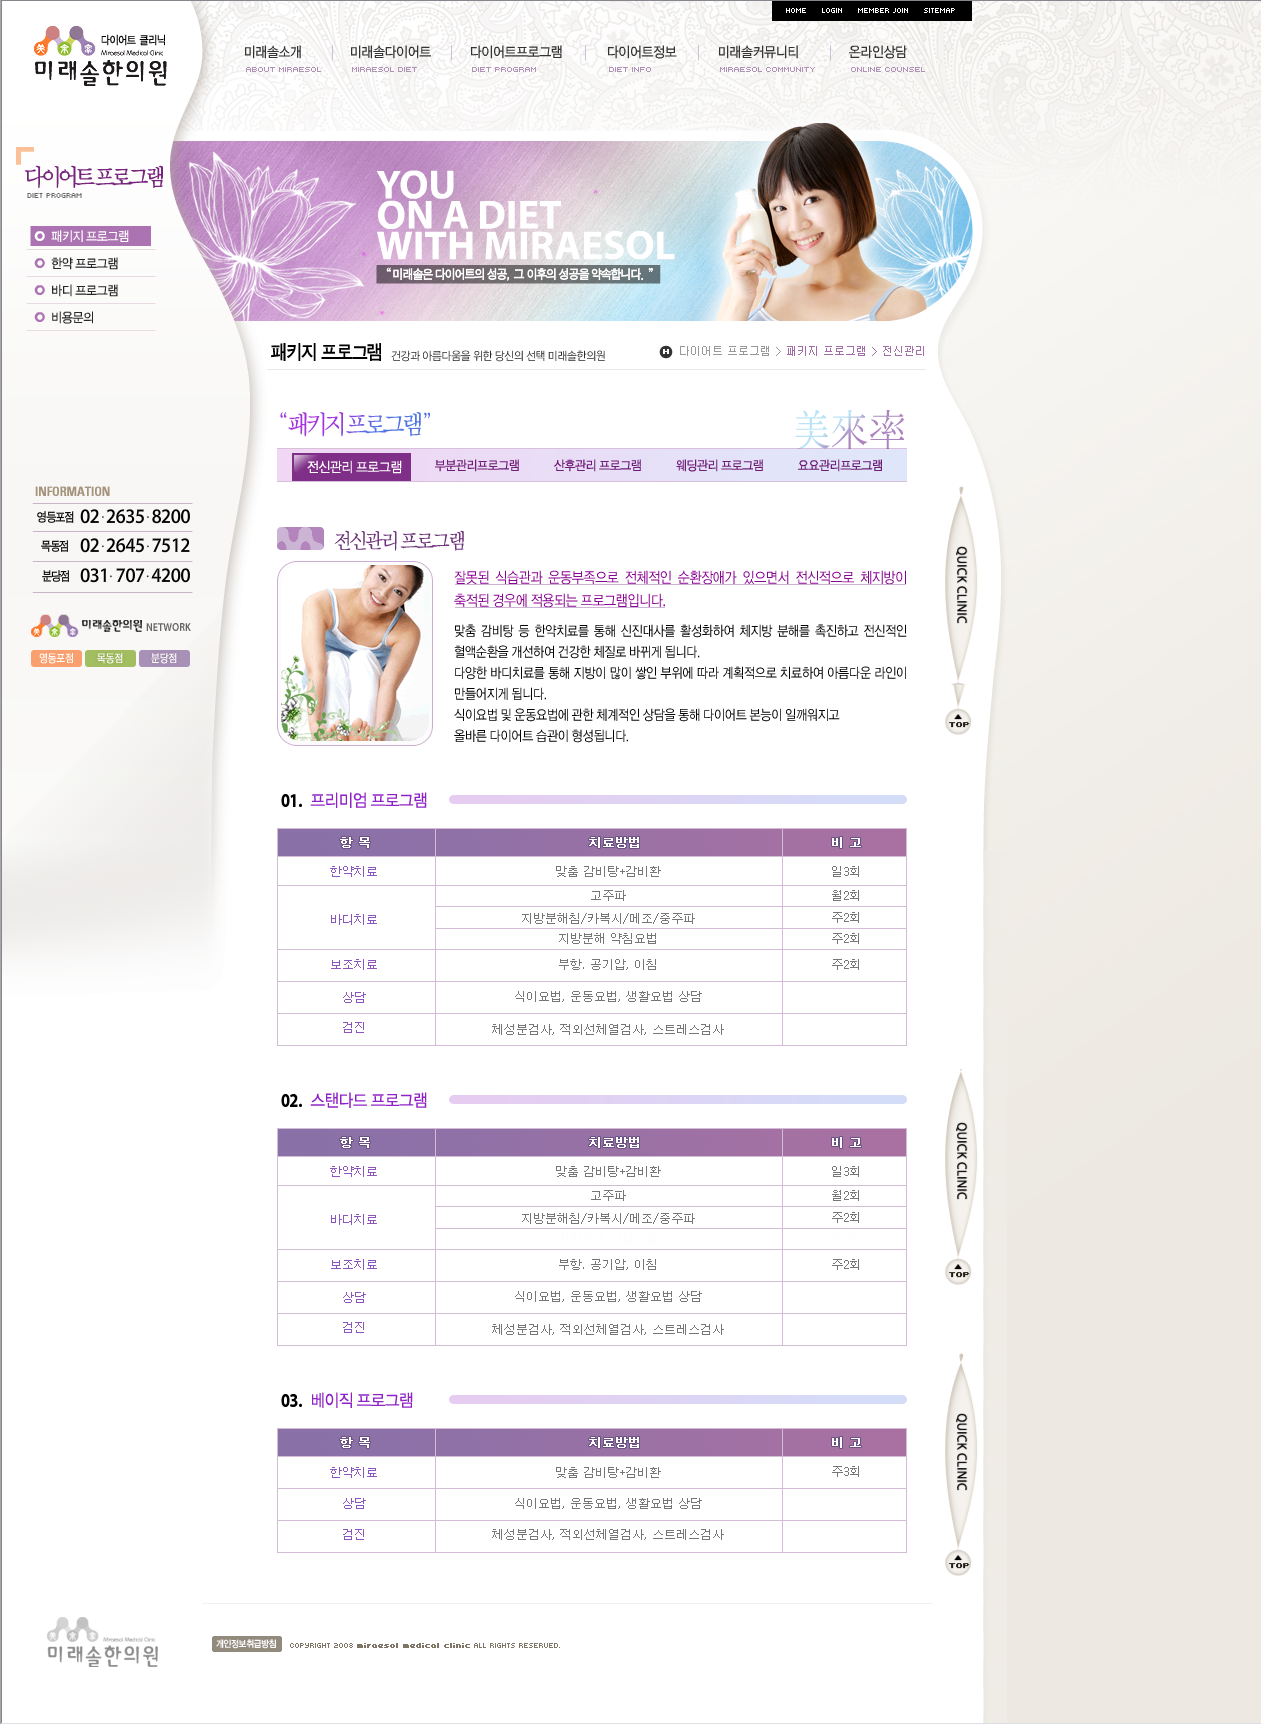 HOME LOGIN MEMBER JOIN SITEMAP
다이어트 클리닉
Miraesol Medical Clinic
미래솔한의원
미래솔소개 미래솔다이어트 다이어트프로그램 다이어트정보 미래솔커뮤니티 온라인상담
ABOUT MIRAESOL MIRAESOL DIET DIET PROGRAM DIET INFO MIRAESOL COMMUNITY ONLINE COUNSEL
다이어트프로그램
DIET PROGRAM
패키지 프로그램
한약 프로그램
바디 프로그램
비용문의
YOU
ON A DIET
WITH MIRAESOL
“미래솔은 다이어트의 성공, 그 이후의 성공을 약속합니다. ”
패키지 프로그램 건강과 아름다움을 위한 당신의 선택 미래솔한의원
다이어트 프로그램 > 패키지 프로그램 > 전신관리
“패키지 프로그램”
美來率
전신관리 프로그램 부분관리프로그램 산후관리 프로그램 웨딩관리 프로그램 요요관리프로그램
INFORMATION
영등포점 02·2635·8200
목동점 02·2645·7512
분당점 031·707·4200
미래솔한의원 NETWORK
영등포점 목동점 분당점
전신관리 프로그램
잘못된 식습관과 운동부족으로 전체적인 순환장애가 있으면서 전신적으로 체지방이
축적된 경우에 적용되는 프로그램입니다.
맞춤 감비탕 등 한약치료를 통해 신진대사를 활성화하여 체지방 분해를 촉진하고 전신적인
혈액순환을 개선하여 건강한 체질로 바뀌게 됩니다.
다양한 바디치료를 통해 지방이 많이 쌓인 부위에 따라 계획적으로 치료하여 아름다운 라인이
만들어지게 됩니다.
식이요법 및 운동요법에 관한 체계적인 상담을 통해 다이어트 본능이 일깨워지고
올바른 다이어트 습관이 형성됩니다.
QUICK CLINIC
TOP
01. 프리미엄 프로그램
항 목 치료방법 비 고
한약치료 맞춤 감비탕+감비환 일3회
고주파 월2회
바디치료 지방분해침/카복시/메조/중주파 주2회
지방분해 약침요법 주2회
보조치료 부항. 공기압, 이침 주2회
상담 식이요법, 운동요법, 생활요법 상담
검진 체성분검사, 적외선체열검사, 스트레스검사
02. 스탠다드 프로그램
항 목 치료방법 비 고
한약치료 맞춤 감비탕+감비환 일3회
고주파 월2회
바디치료 지방분해침/카복시/메조/중주파 주2회
보조치료 부항. 공기압, 이침 주2회
상담 식이요법, 운동요법, 생활요법 상담
검진 체성분검사, 적외선체열검사, 스트레스검사
QUICK CLINIC
TOP
03. 베이직 프로그램
항 목 치료방법 비 고
한약치료 맞춤 감비탕+감비환 주3회
상담 식이요법, 운동요법, 생활요법 상담
검진 체성분검사, 적외선체열검사, 스트레스검사
QUICK CLINIC
TOP
Miraesol Medical Clinic
미래솔한의원
개인정보취급방침 COPYRIGHT 2008 miraesol medical clinic ALL RIGHTS RESERVED.